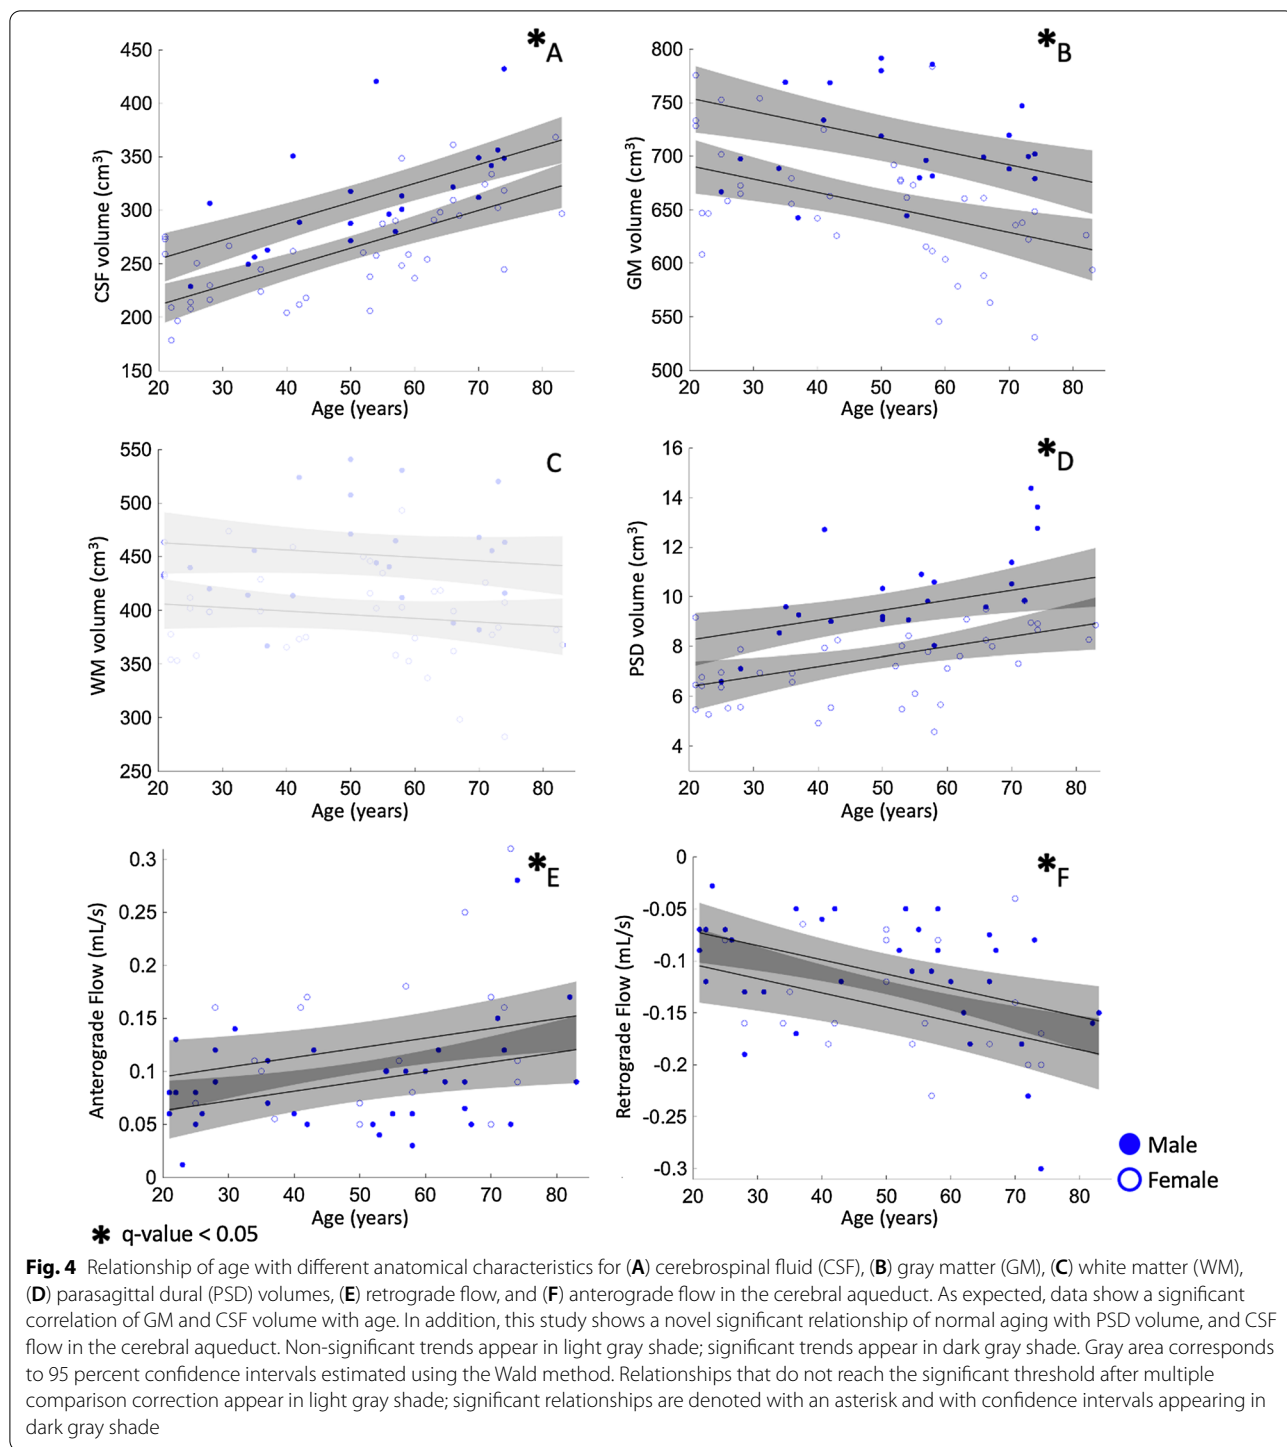 450
400
350
300
250
200
150
CSF volume (cm³)
20 30 40 50 60 70 80
Age (years)
* A
800
750
700
650
600
550
500
GM volume (cm³)
20 30 40 50 60 70 80
Age (years)
* B
550
500
450
400
350
300
250
WM volume (cm³)
20 30 40 50 60 70 80
Age (years)
C
16
14
12
10
8
6
4
PSD volume (cm³)
20 30 40 50 60 70 80
Age (years)
* D
0.3
0.25
0.2
0.15
0.1
0.05
0
Anterograde Flow (mL/s)
20 30 40 50 60 70 80
Age (years)
* E
0
-0.05
-0.1
-0.15
-0.2
-0.25
-0.3
Retrograde Flow (mL/s)
20 30 40 50 60 70 80
Age (years)
* F
Male
Female
* q-value < 0.05
Fig. 4 Relationship of age with different anatomical characteristics for (A) cerebrospinal fluid (CSF), (B) gray matter (GM), (C) white matter (WM),
(D) parasagittal dural (PSD) volumes, (E) retrograde flow, and (F) anterograde flow in the cerebral aqueduct. As expected, data show a significant
correlation of GM and CSF volume with age. In addition, this study shows a novel significant relationship of normal aging with PSD volume, and CSF
flow in the cerebral aqueduct. Non-significant trends appear in light gray shade; significant trends appear in dark gray shade. Gray area corresponds
to 95 percent confidence intervals estimated using the Wald method. Relationships that do not reach the significant threshold after multiple
comparison correction appear in light gray shade; significant relationships are denoted with an asterisk and with confidence intervals appearing in
dark gray shade